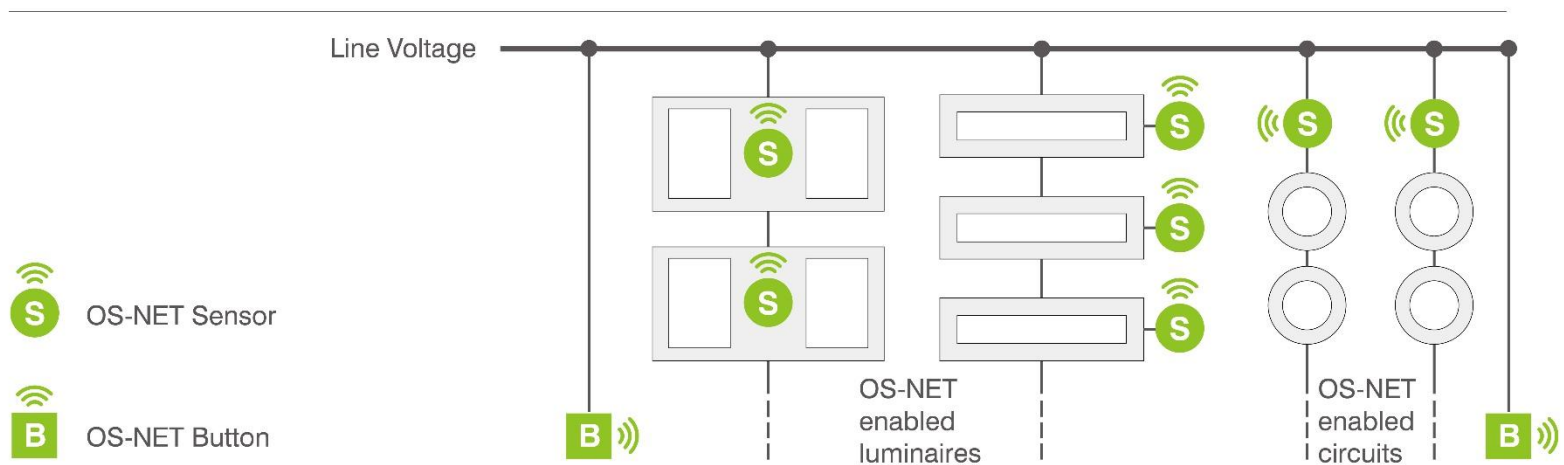 Line Voltage
S
S
S
S
S
S
S
S OS-NET Sensor
OS-NET
enabled
luminaires
OS-NET
enabled
circuits
B OS-NET Button
B
B